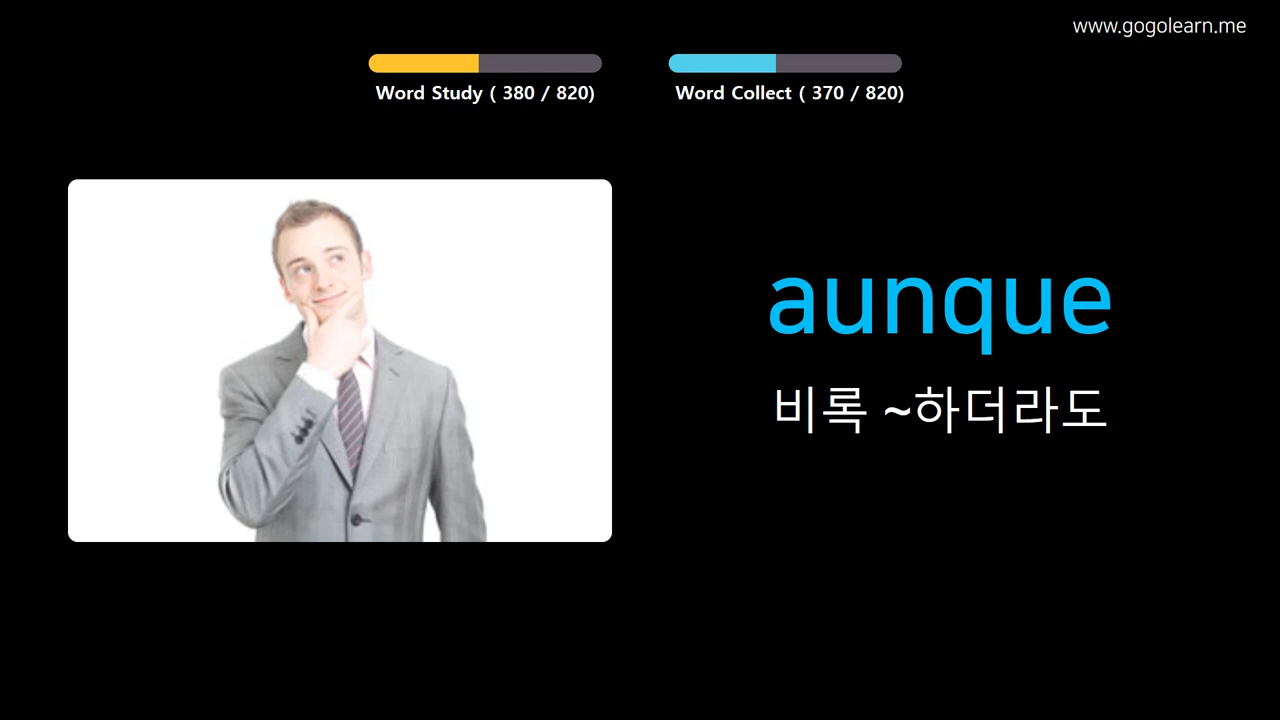 www.gogolearn.me
Word Study ( 380 / 820)
Word Collect ( 370 / 820)
aunque
비록 ~하더라도